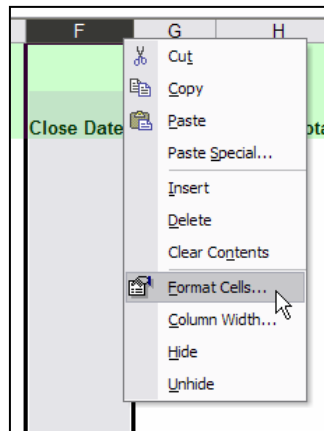 F G H
Cut
Copy
Close Date
Paste
Paste Special...
Insert
Delete
Clear Contents
Format Cells...
Column Width...
Hide
Unhide